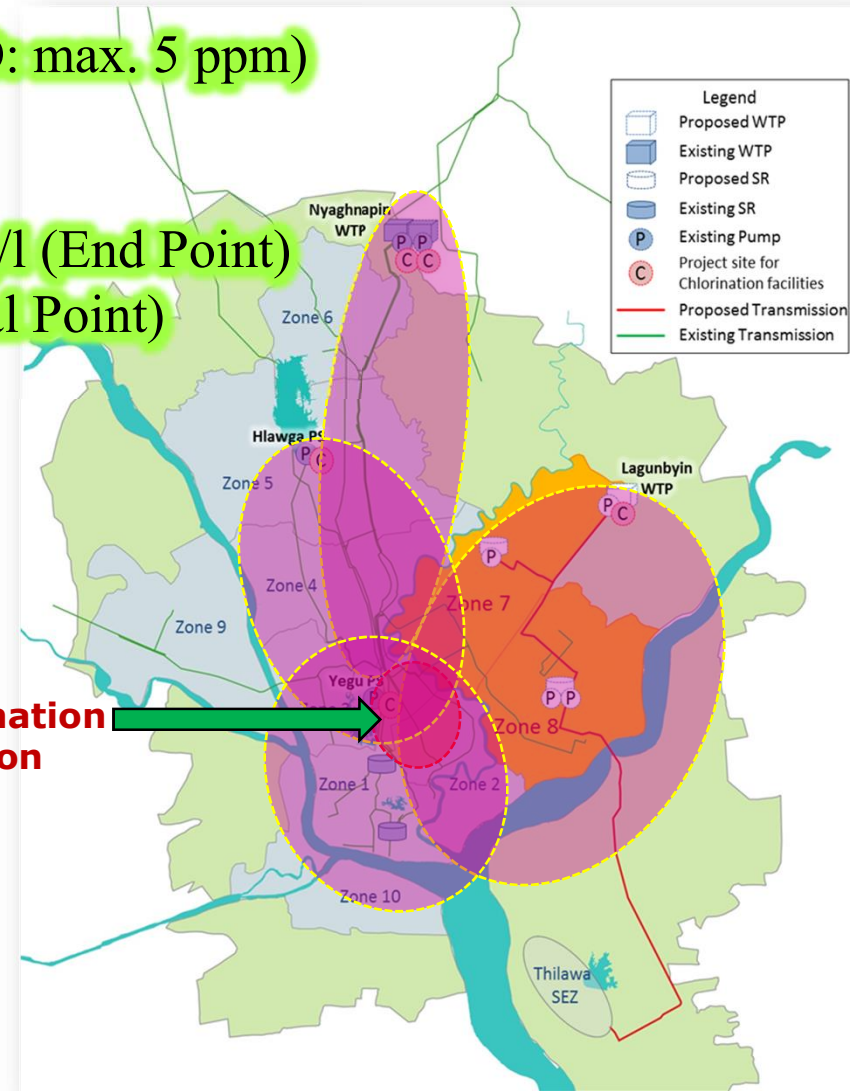 : max. 5 ppm)
/l (End Point)
l Point)
Legend
Proposed WTP
Existing WTP
Proposed SR
Existing SR
P Existing Pump
C Project site for
Chlorination facilities
Proposed Transmission
Existing Transmission
Nyaghnapin
WTP
P P
C C
Zone 6
Hlawga PS
P C
Zone 5
Lagunbyin
WTP
P C
P
Zone 4
Zone 7
Zone 9
Yegu PS
P C
P P
nation
on
Zone 8
Zone 1
Zone 2
Zone 10
Thilawa
SEZ